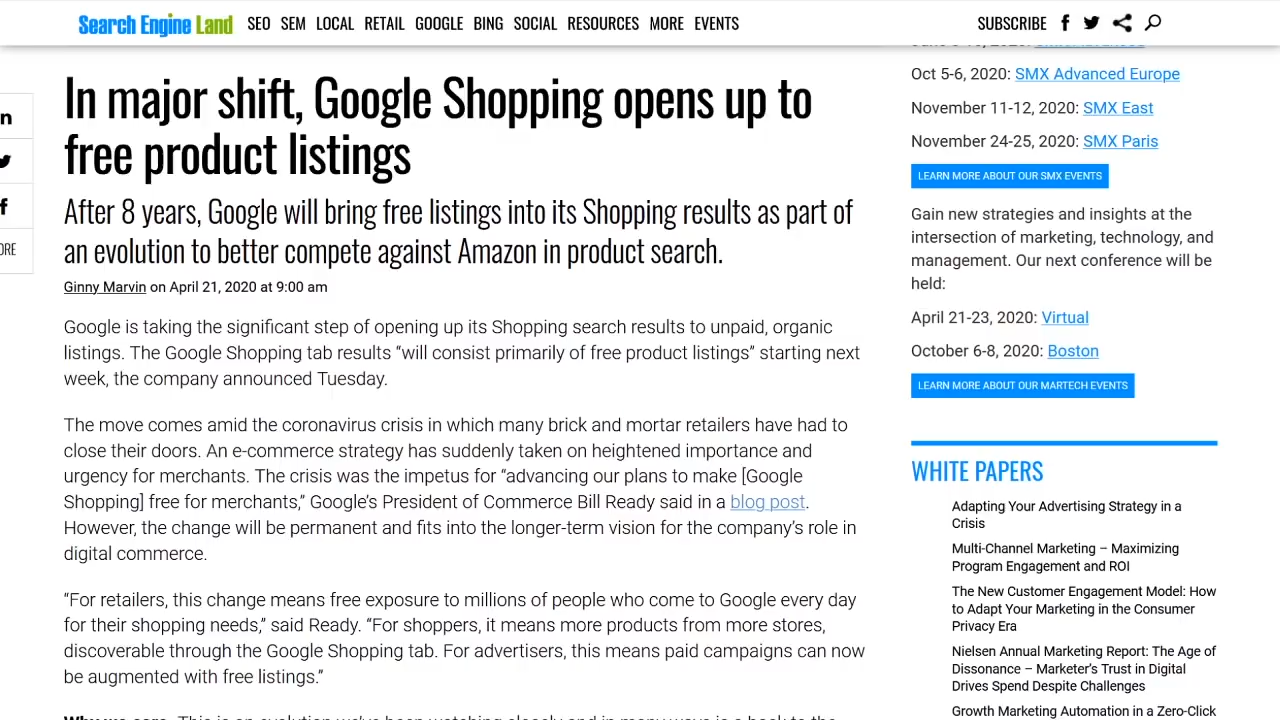 Search Engine Land SEO SEM LOCAL RETAIL GOOGLE BING SOCIAL RESOURCES MORE EVENTS SUBSCRIBE
In major shift, Google Shopping opens up to
free product listings
After 8 years, Google will bring free listings into its Shopping results as part of
an evolution to better compete against Amazon in product search.
Ginny Marvin on April 21, 2020 at 9:00 am
Google is taking the significant step of opening up its Shopping search results to unpaid, organic
listings. The Google Shopping tab results “will consist primarily of free product listings” starting next
week, the company announced Tuesday.
The move comes amid the coronavirus crisis in which many brick and mortar retailers have had to
close their doors. An e-commerce strategy has suddenly taken on heightened importance and
urgency for merchants. The crisis was the impetus for “advancing our plans to make [Google
Shopping] free for merchants,” Google’s President of Commerce Bill Ready said in a blog post.
However, the change will be permanent and fits into the longer-term vision for the company’s role in
digital commerce.
“For retailers, this change means free exposure to millions of people who come to Google every day
for their shopping needs,” said Ready. “For shoppers, it means more products from more stores,
discoverable through the Google Shopping tab. For advertisers, this means paid campaigns can now
be augmented with free listings.”
Oct 5-6, 2020: SMX Advanced Europe
November 11-12, 2020: SMX East
November 24-25, 2020: SMX Paris
LEARN MORE ABOUT OUR SMX EVENTS
Gain new strategies and insights at the
intersection of marketing, technology, and
management. Our next conference will be
held:
April 21-23, 2020: Virtual
October 6-8, 2020: Boston
LEARN MORE ABOUT OUR MARTECH EVENTS
WHITE PAPERS
Adapting Your Advertising Strategy in a
Crisis
Multi-Channel Marketing – Maximizing
Program Engagement and ROI
The New Customer Engagement Model: How
to Adapt Your Marketing in the Consumer
Privacy Era
Nielsen Annual Marketing Report: The Age of
Dissonance – Marketer’s Trust in Digital
Drives Spend Despite Challenges
Growth Marketing Automation in a Zero-Click